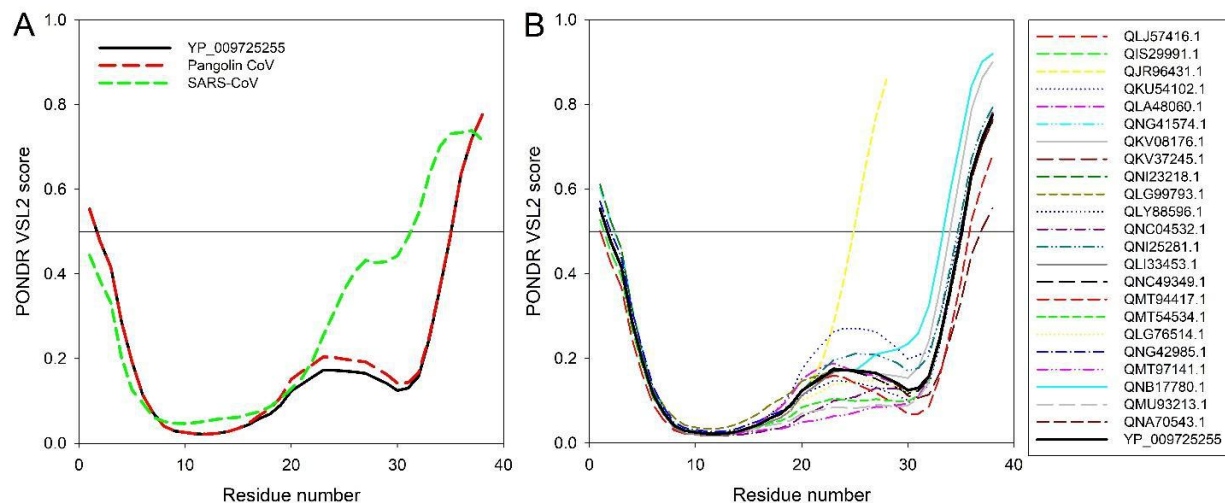 A
YP_009725255
Pangolin CoV
SARS-CoV
PONDR VSL2 score
1.0
0.8
0.6
0.4
0.2
0.0
0 10 20 30 40
Residue number
B
PONDR VSL2 score
1.0
0.8
0.6
0.4
0.2
0.0
0 10 20 30 40
Residue number
QLJ57416.1
QIS29991.1
QJR96431.1
QKU54102.1
QLA48060.1
QNG41574.1
QKV08176.1
QKV37245.1
QNI23218.1
QLG99793.1
QLY88596.1
QNC04532.1
QNI25281.1
QLI33453.1
QNC49349.1
QMT94417.1
QMT54534.1
QLG76514.1
QNG42985.1
QMT97141.1
QNB17780.1
QMU93213.1
QNA70543.1
YP_009725255